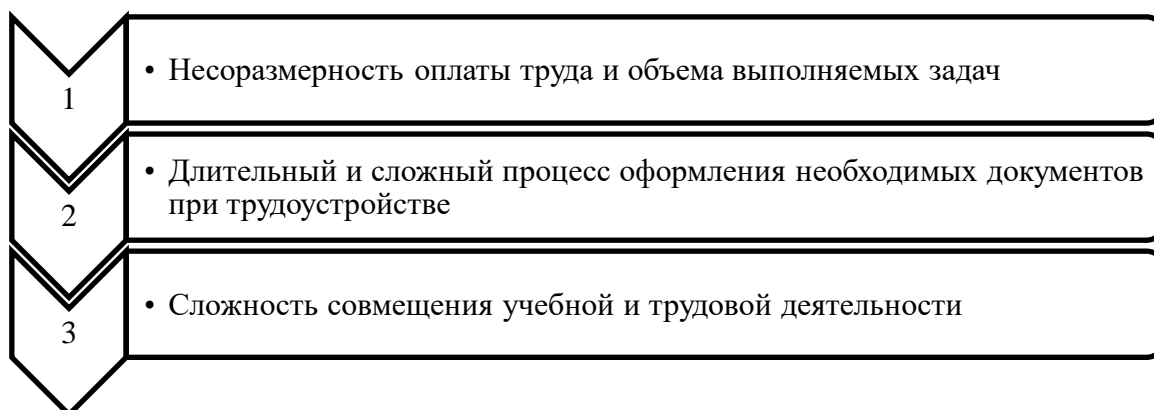 1
• Несоразмерность оплаты труда и объема выполняемых задач
2
• Длительный и сложный процесс оформления необходимых документов
при трудоустройстве
3
• Сложность совмещения учебной и трудовой деятельности